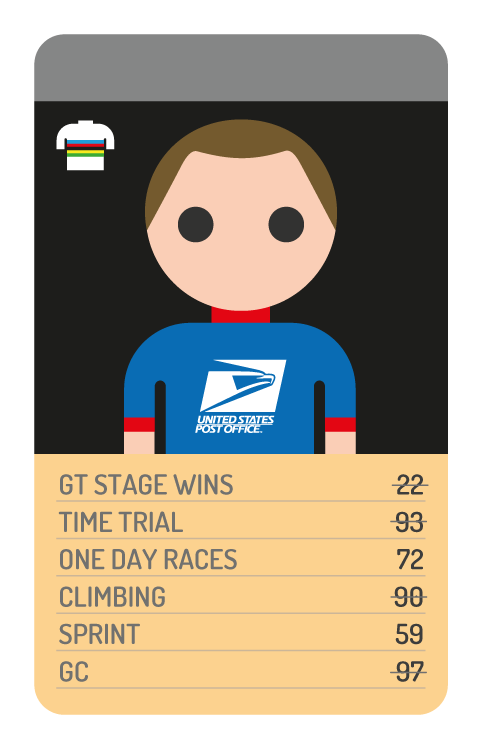 UNITED STATES
POST OFFICE.
GT STAGE WINS 22
TIME TRIAL 93
ONE DAY RACES 72
CLIMBING 90
SPRINT 59
GC 97